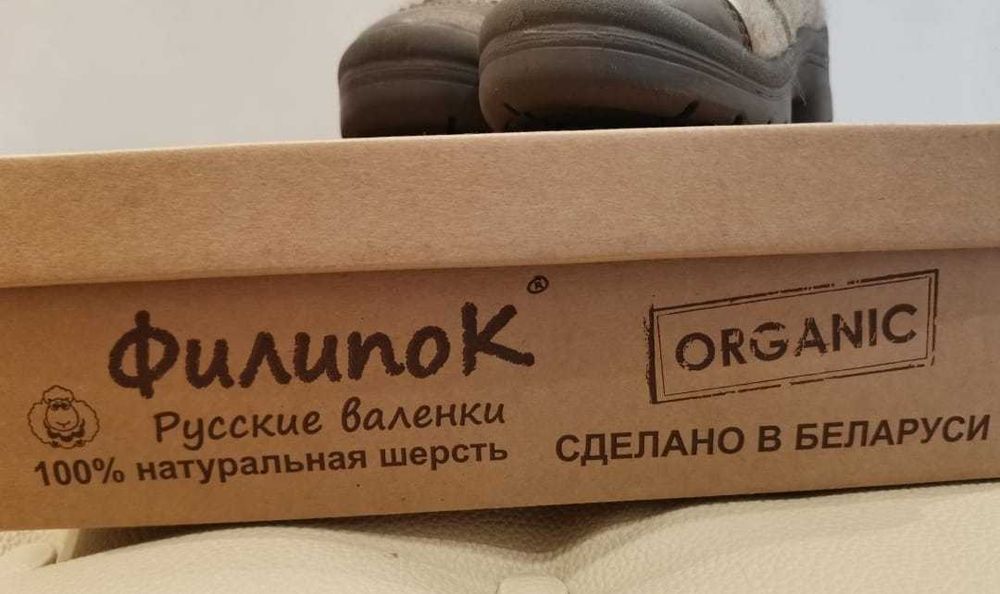 Филипок®
Русские валенки
100% натуральная шерсть
ORGANIC
СДЕЛАНО В БЕЛАРУСИ